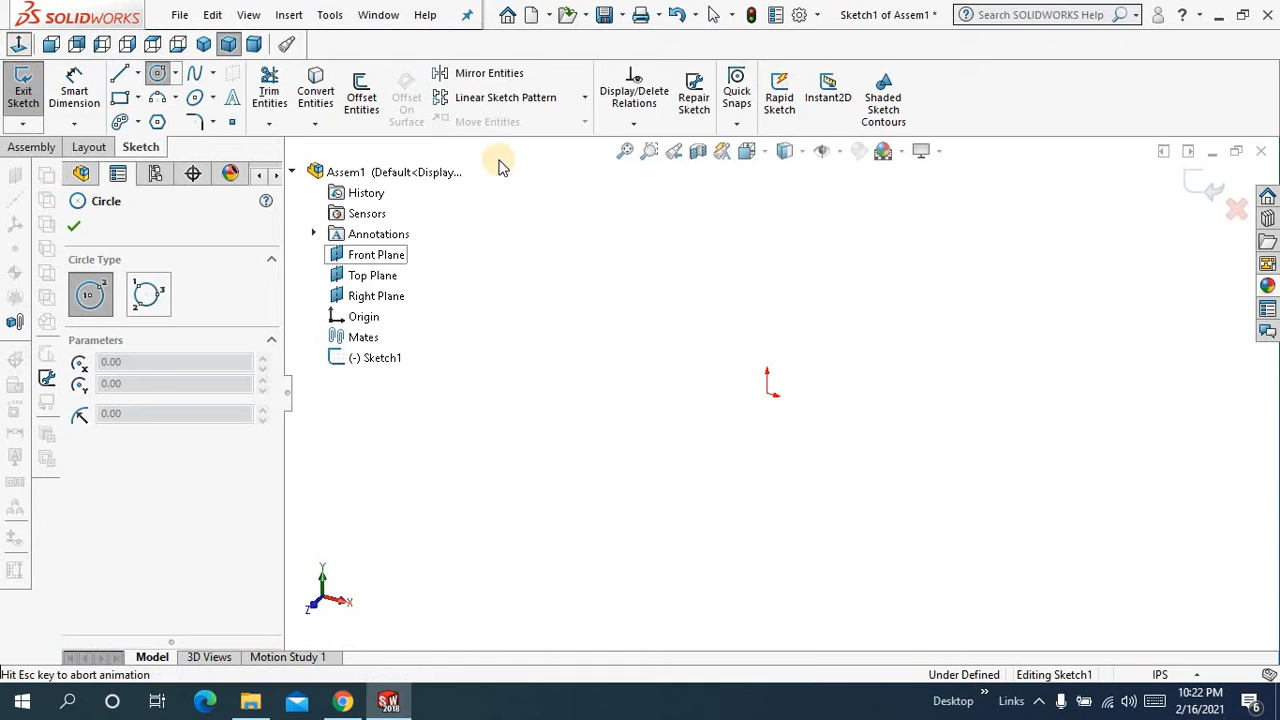 SOLIDWORKS File Edit View Insert Tools Window Help Sketch1 of Assem1 * Search SOLIDWORKS Help ?
Exit Sketch
Smart Dimension
Trim Entities
Convert Entities
Offset Entities
Offset On Surface
Mirror Entities
Linear Sketch Pattern
Move Entities
Display/Delete Relations
Repair Sketch
Quick Snaps
Rapid Sketch
Instant2D
Shaded Sketch Contours
Assembly Layout Sketch
Circle
Circle Type
Parameters
0.00
0.00
0.00
Assem1 (Default<Display...
History
Sensors
Annotations
Front Plane
Top Plane
Right Plane
Origin
Mates
(-) Sketch1
Y
X
Z
Model 3D Views Motion Study 1
Hit Esc key to abort animation Under Defined Editing Sketch1 IPS
SW 2018
Desktop Links 10:22 PM
2/16/2021
6